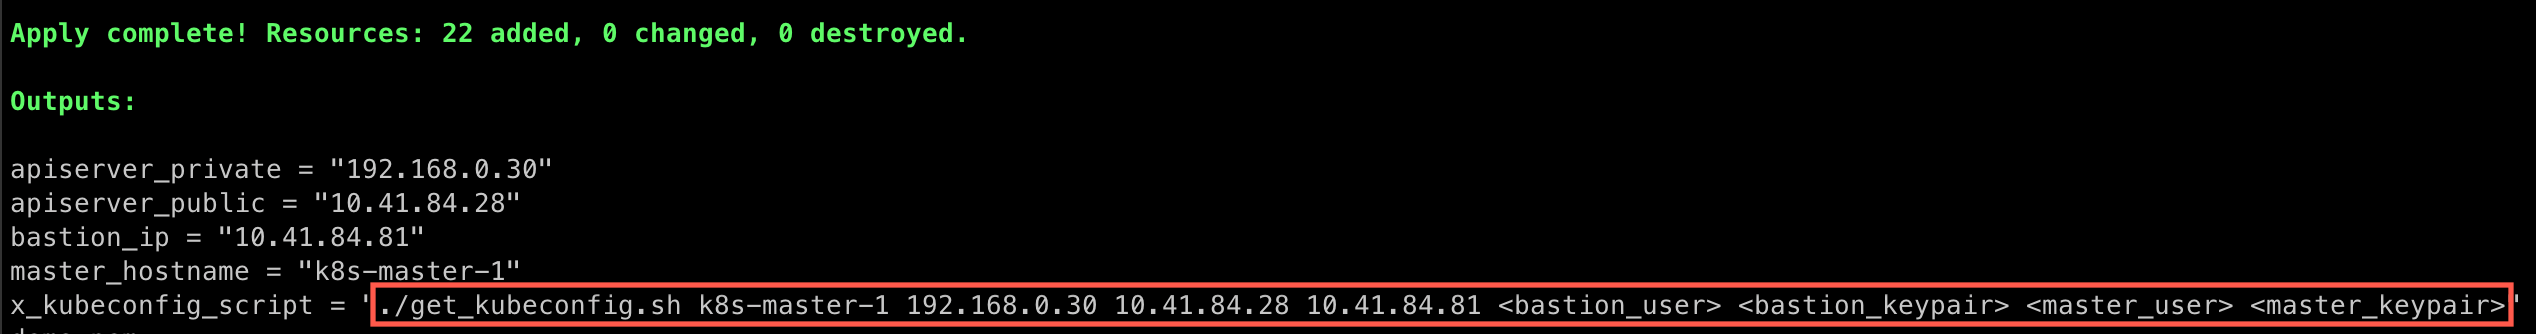 Apply complete! Resources: 22 added, 0 changed, 0 destroyed.
Outputs:
apiserver_private = "192.168.0.30"
apiserver_public = "10.41.84.28"
bastion_ip = "10.41.84.81"
master_hostname = "k8s-master-1"
x_kubeconfig_script = "./get_kubeconfig.sh k8s-master-1 192.168.0.30 10.41.84.28 10.41.84.81 <bastion_user> <bastion_keypair> <master_user> <master_keypair>"